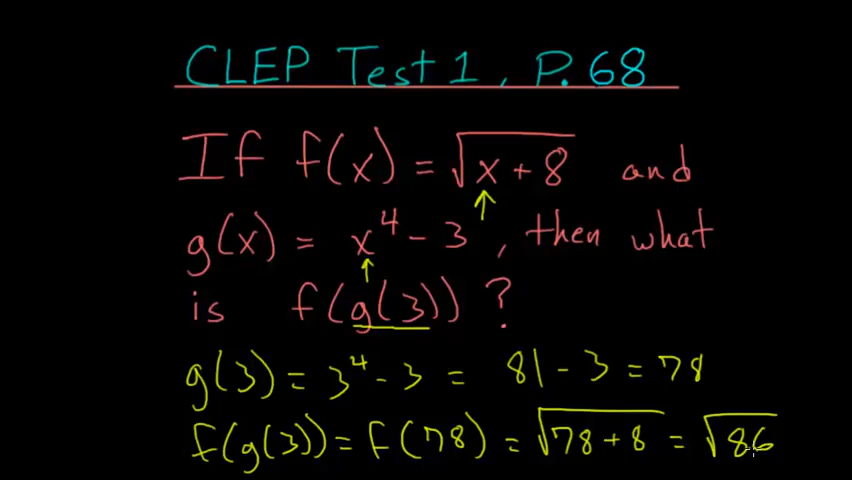 CLEP Test 1, P. 68
If f(x) = √(x + 8) and
g(x) = x⁴ - 3, then what
is f(g(3))?
g(3) = 3⁴ - 3 = 81 - 3 = 78
f(g(3)) = f(78) = √(78 + 8) = √86